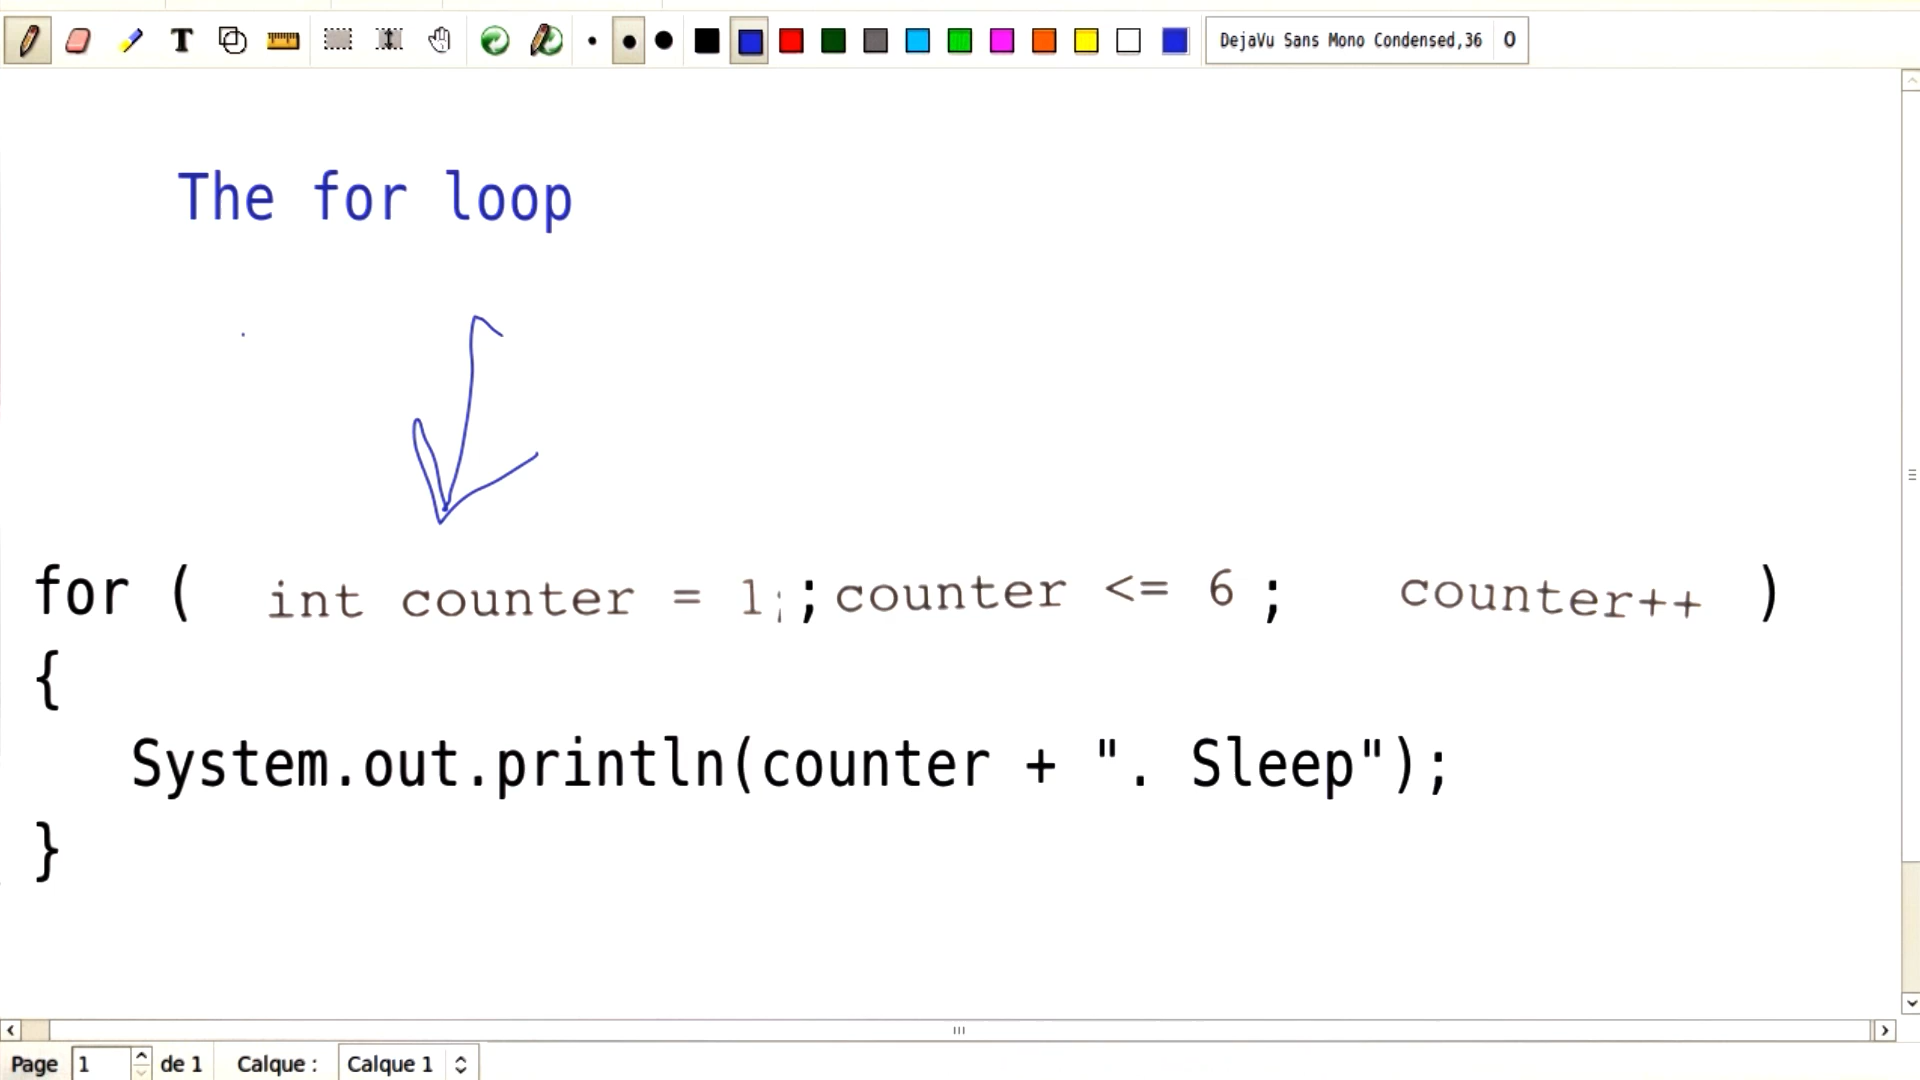 T DejaVu Sans Mono Condensed,36 0
The for loop
for ( int counter = 1; ; counter <= 6 ; counter++ )
{
System.out.println(counter + ". Sleep");
}
Page 1 de 1 Calque : Calque 1